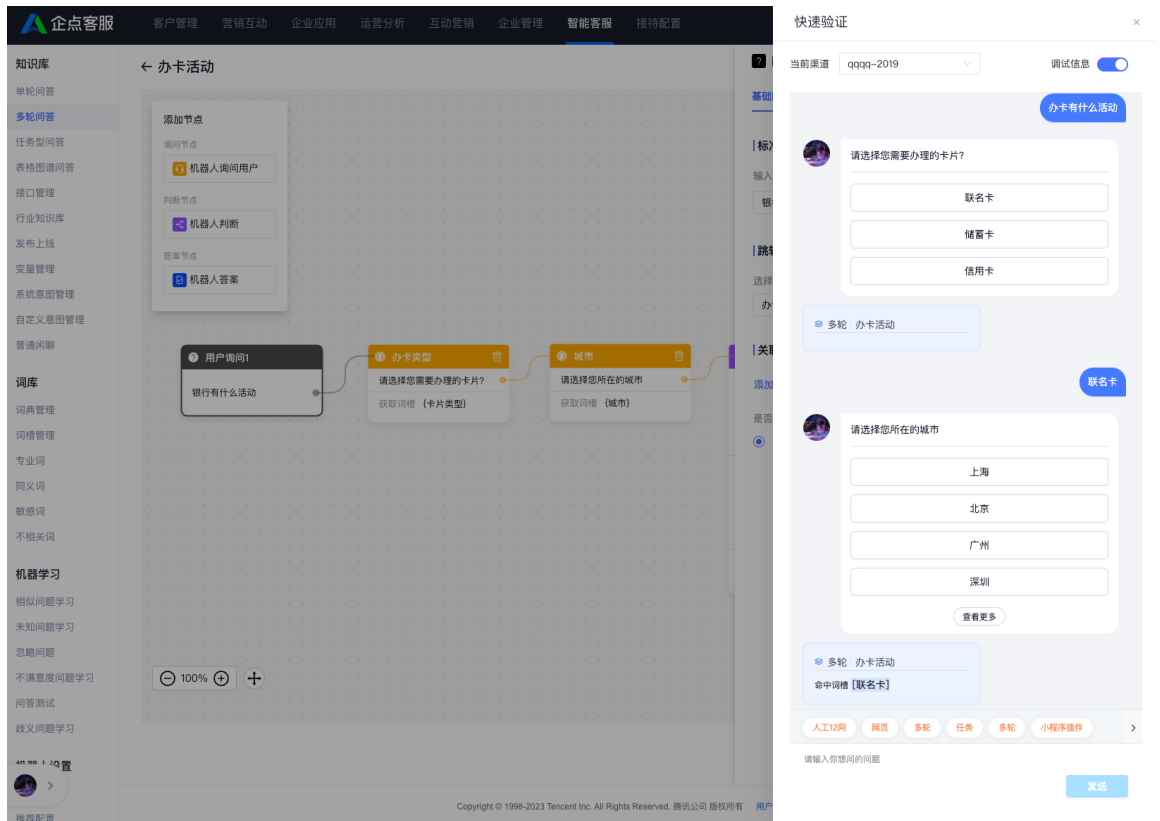 企点客服
客户管理 营销互动 企业应用 运营分析 互动营销 企业管理 智能客服 接待配置
知识库
单轮问答
多轮问答
任务型问答
表格图谱问答
接口管理
行业知识库
发布上线
变量管理
系统意图管理
自定义意图管理
普通闲聊
词库
词典管理
词槽管理
专业词
同义词
敏感词
不相关词
机器学习
相似问题学习
未知问题学习
忽略问题
不满意度问题学习
问答测试
歧义问题学习
机器人设置
推荐配置
← 办卡活动
添加节点
询问节点
机器人询问用户
判断节点
机器人判断
答案节点
机器人答案
用户询问1
银行有什么活动
办卡类型
请选择您需要办理的卡片?
获取词槽 {卡片类型}
城市
请选择您所在的城市
获取词槽 {城市}
100%
基础
标
输入
银
跳
选择
办
关联
添加
是否
Copyright © 1998-2023 Tencent Inc. All Rights Reserved. 腾讯公司 版权所有 用户
快速验证
当前渠道 qqqq-2019 调试信息
办卡有什么活动
请选择您需要办理的卡片?
联名卡
储蓄卡
信用卡
多轮 办卡活动
联名卡
请选择您所在的城市
上海
北京
广州
深圳
查看更多
多轮 办卡活动
命中词槽 [联名卡]
人工12阿 网页 多轮 任务 多轮 小程序插件
请输入你想问的问题
发送